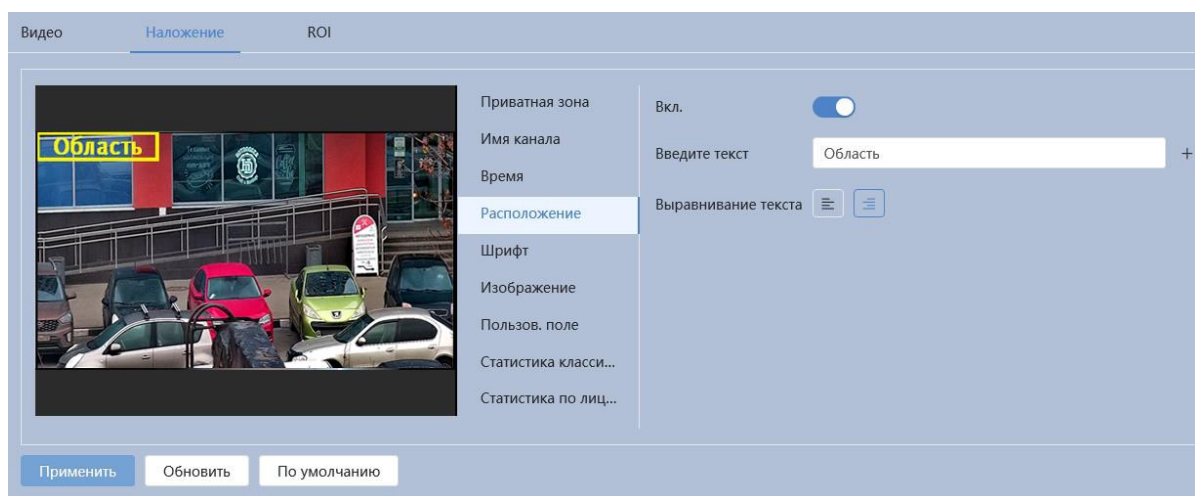 Видео Наложение ROI
Область
Приватная зона
Имя канала
Время
Расположение
Шрифт
Изображение
Пользов. поле
Статистика класси...
Статистика по лиц...
Вкл.
Введите текст Область +
Выравнивание текста
Применить Обновить По умолчанию